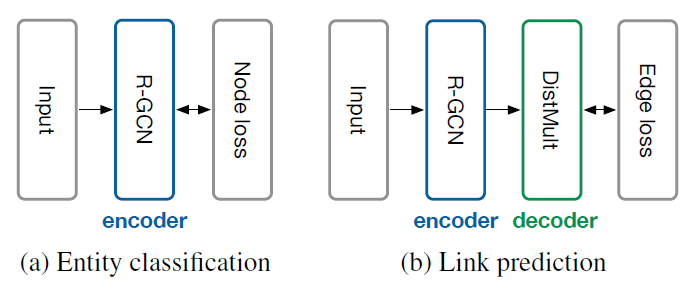 Input
R-GCN
Node loss
encoder
(a) Entity classification
Input
R-GCN
DistMult
Edge loss
encoder decoder
(b) Link prediction